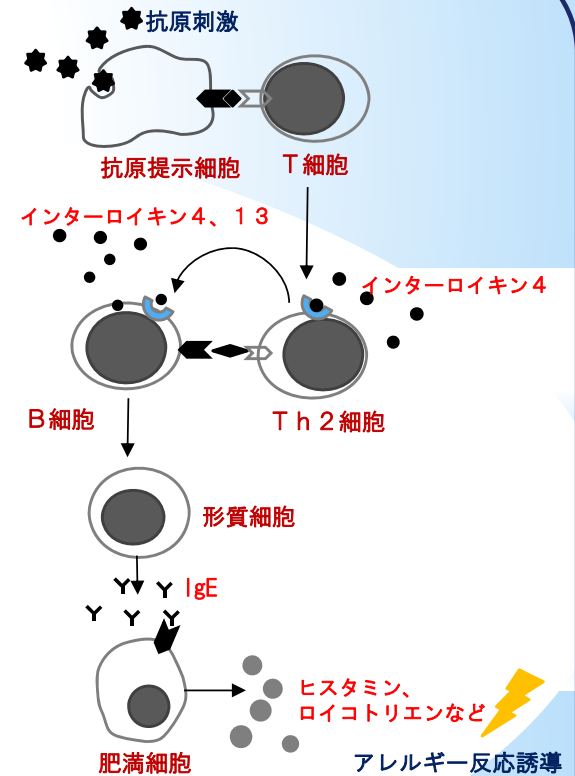 抗原刺激
抗原提示細胞
T細胞
インターロイキン4、13
インターロイキン4
B細胞
Th2細胞
形質細胞
IgE
ヒスタミン、
ロイコトリエンなど
肥満細胞
アレルギー反応誘導